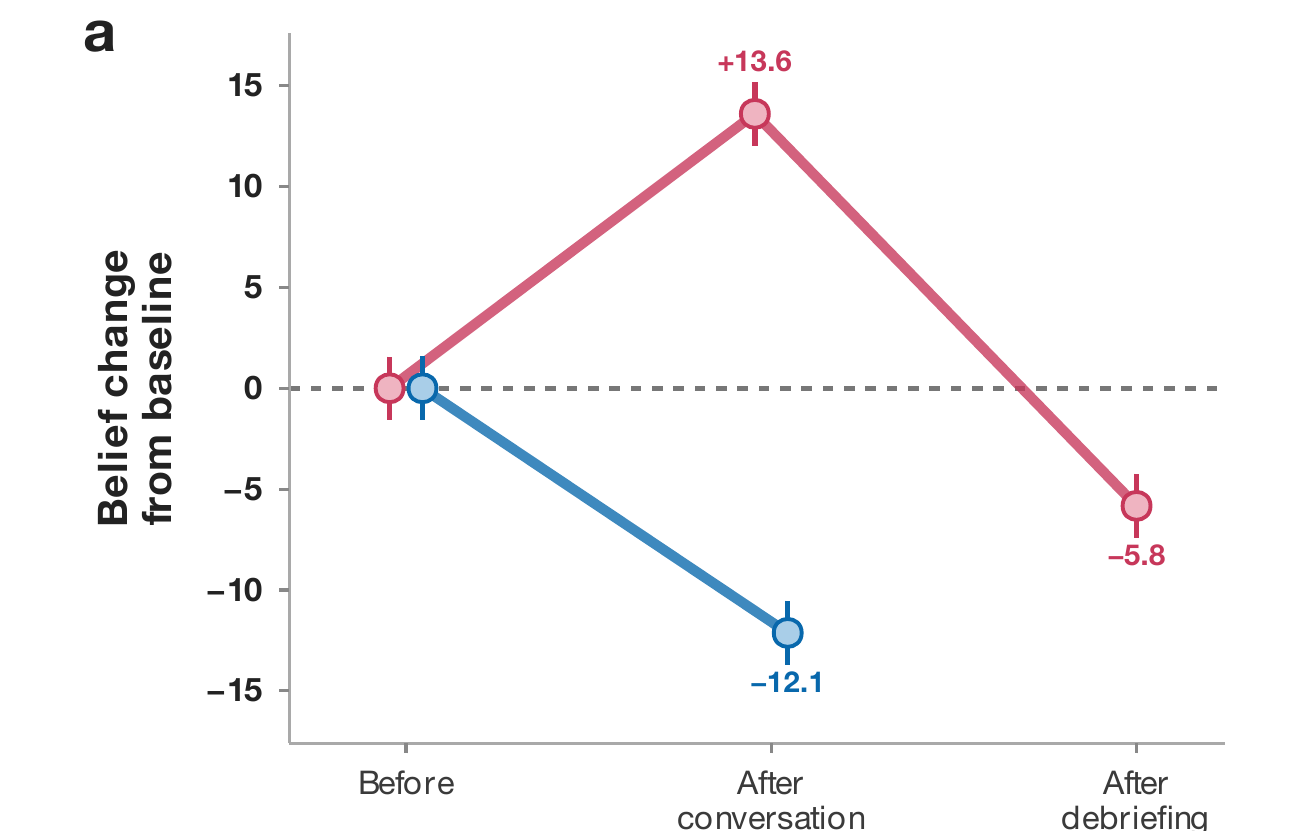 a
+13.6
15
10
5
0
−5
−10
−15
Belief change
from baseline
−5.8
−12.1
Before
After
conversation
After
debriefing